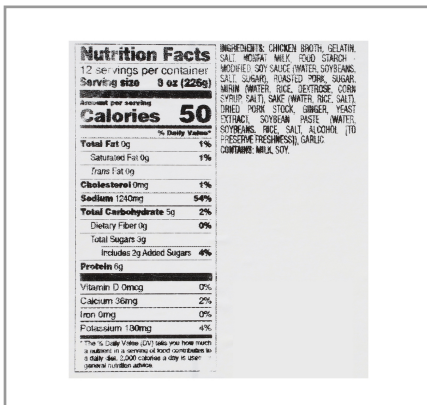 Nutrition Facts
12 servings per container
Serving size 8 oz (226g)
Amount per serving
Calories 50
% Daily Value*
Total Fat 0g 1%
Saturated Fat 0g 1%
Trans Fat 0g
Cholesterol 0mg 1%
Sodium 1240mg 54%
Total Carbohydrate 5g 2%
Dietary Fiber 0g 0%
Total Sugars 3g
Includes 2g Added Sugars 4%
Protein 6g
Vitamin D 0mcg 0%
Calcium 36mg 2%
Iron 0mg 0%
Potassium 180mg 4%
* The % Daily Value (DV) tells you how much
a nutrient in a serving of food contributes to
a daily diet. 2,000 calories a day is used
general nutrition advice.
INGREDIENTS: CHICKEN BROTH, GELATIN,
SALT, NONFAT MILK, FOOD STARCH -
MODIFIED, SOY SAUCE (WATER, SOYBEANS,
SALT, SUGAR), ROASTED PORK, SUGAR,
MIRIN (WATER, RICE, DEXTROSE, CORN
SYRUP, SALT), SAKE (WATER, RICE, SALT),
DRIED PORK STOCK, GINGER, YEAST
EXTRACT, SOYBEAN PASTE (WATER,
SOYBEANS, RICE, SALT, ALCOHOL [TO
PRESERVE FRESHNESS]), GARLIC
CONTAINS: MILK, SOY.